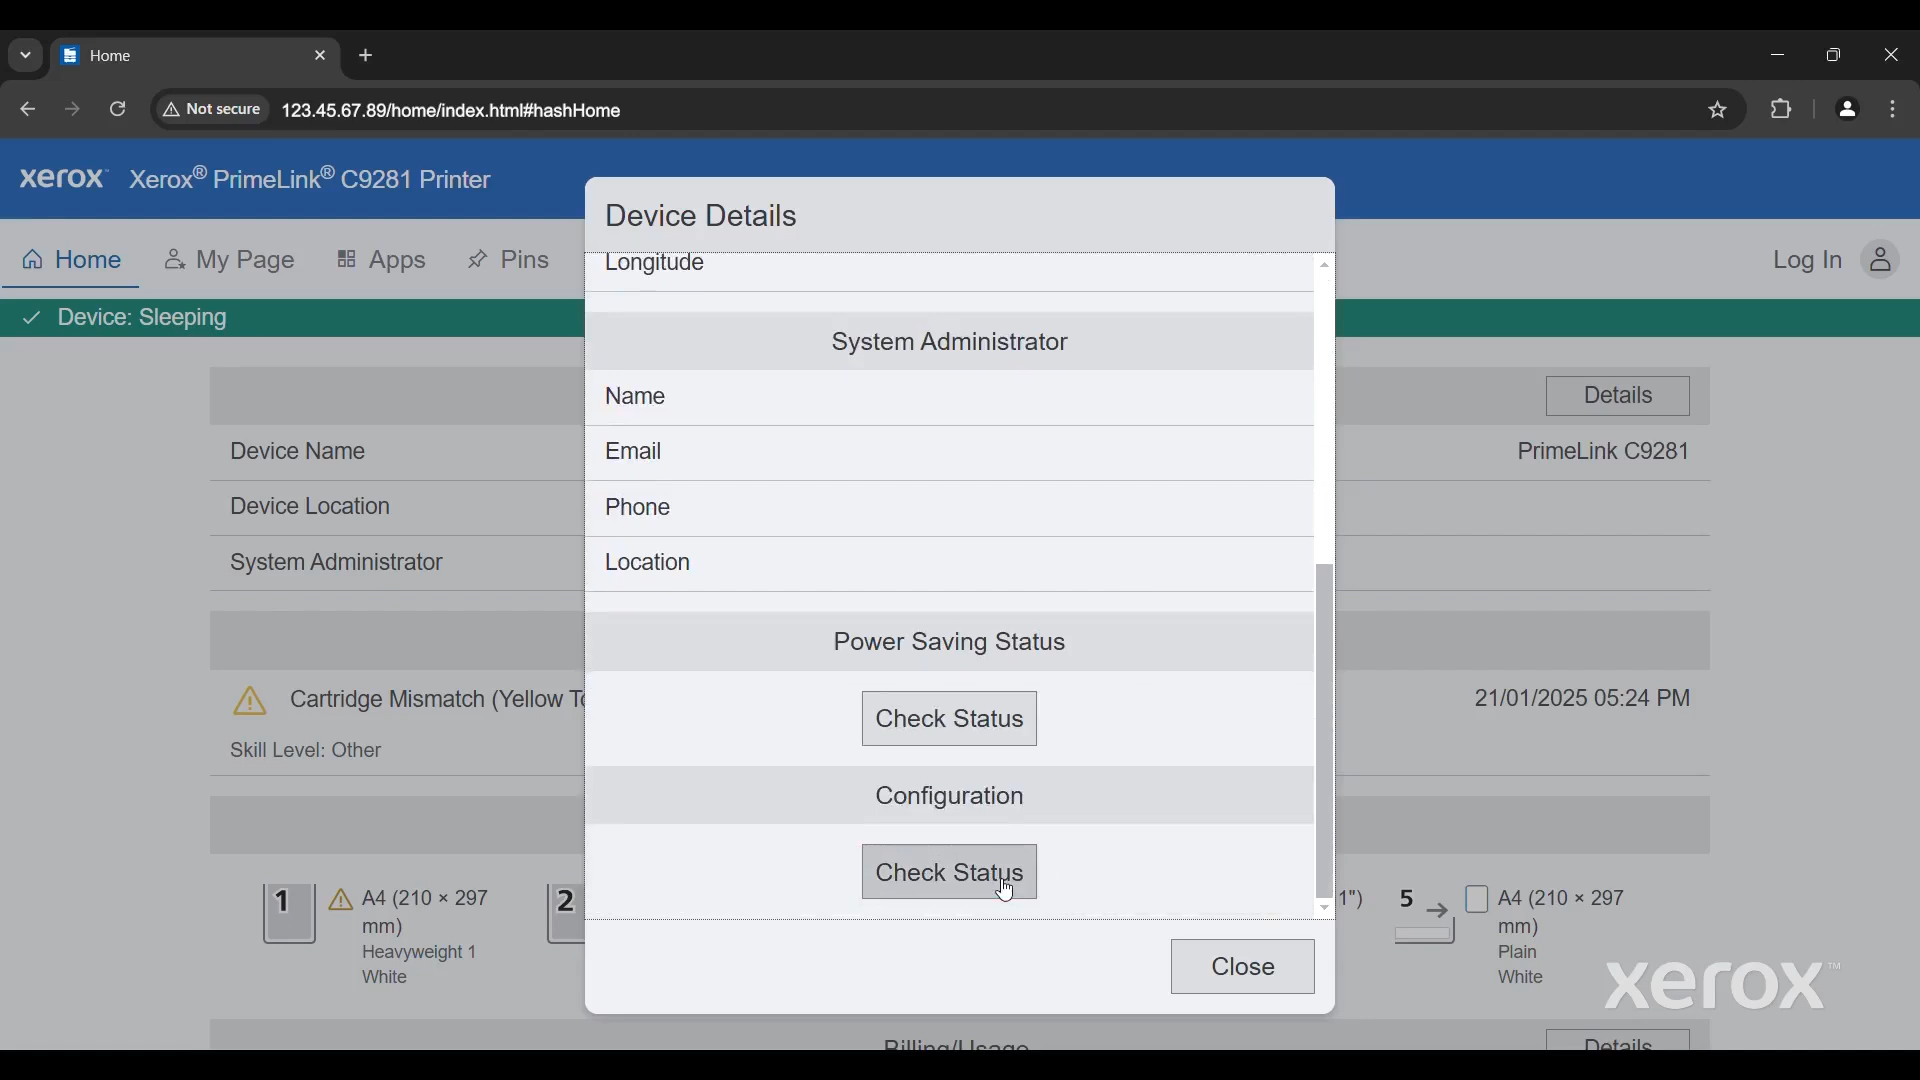 Home
Not secure
123.45.67.89/home/index.html#hashHome
xerox™ Xerox® PrimeLink® C9281 Printer
Home
My Page
Apps
Pins
Log In
Device: Sleeping
Device Details
Longitude
System Administrator
Name
Email
Phone
Location
Power Saving Status
Check Status
Configuration
Check Status
Close
Details
Device Name
PrimeLink C9281
Device Location
System Administrator
Cartridge Mismatch (Yellow
21/01/2025 05:24 PM
Skill Level: Other
1
A4 (210 × 297
mm)
Heavyweight 1
White
2
1")
5
A4 (210 × 297
mm)
Plain
White
Billing/Usage
Details
xerox™